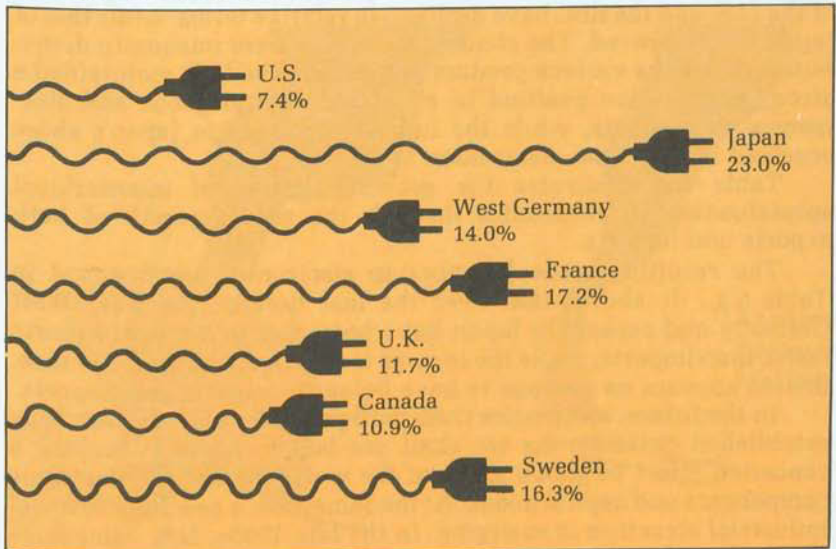 U.S.
7.4%
Japan
23.0%
West Germany
14.0%
France
17.2%
U.K.
11.7%
Canada
10.9%
Sweden
16.3%